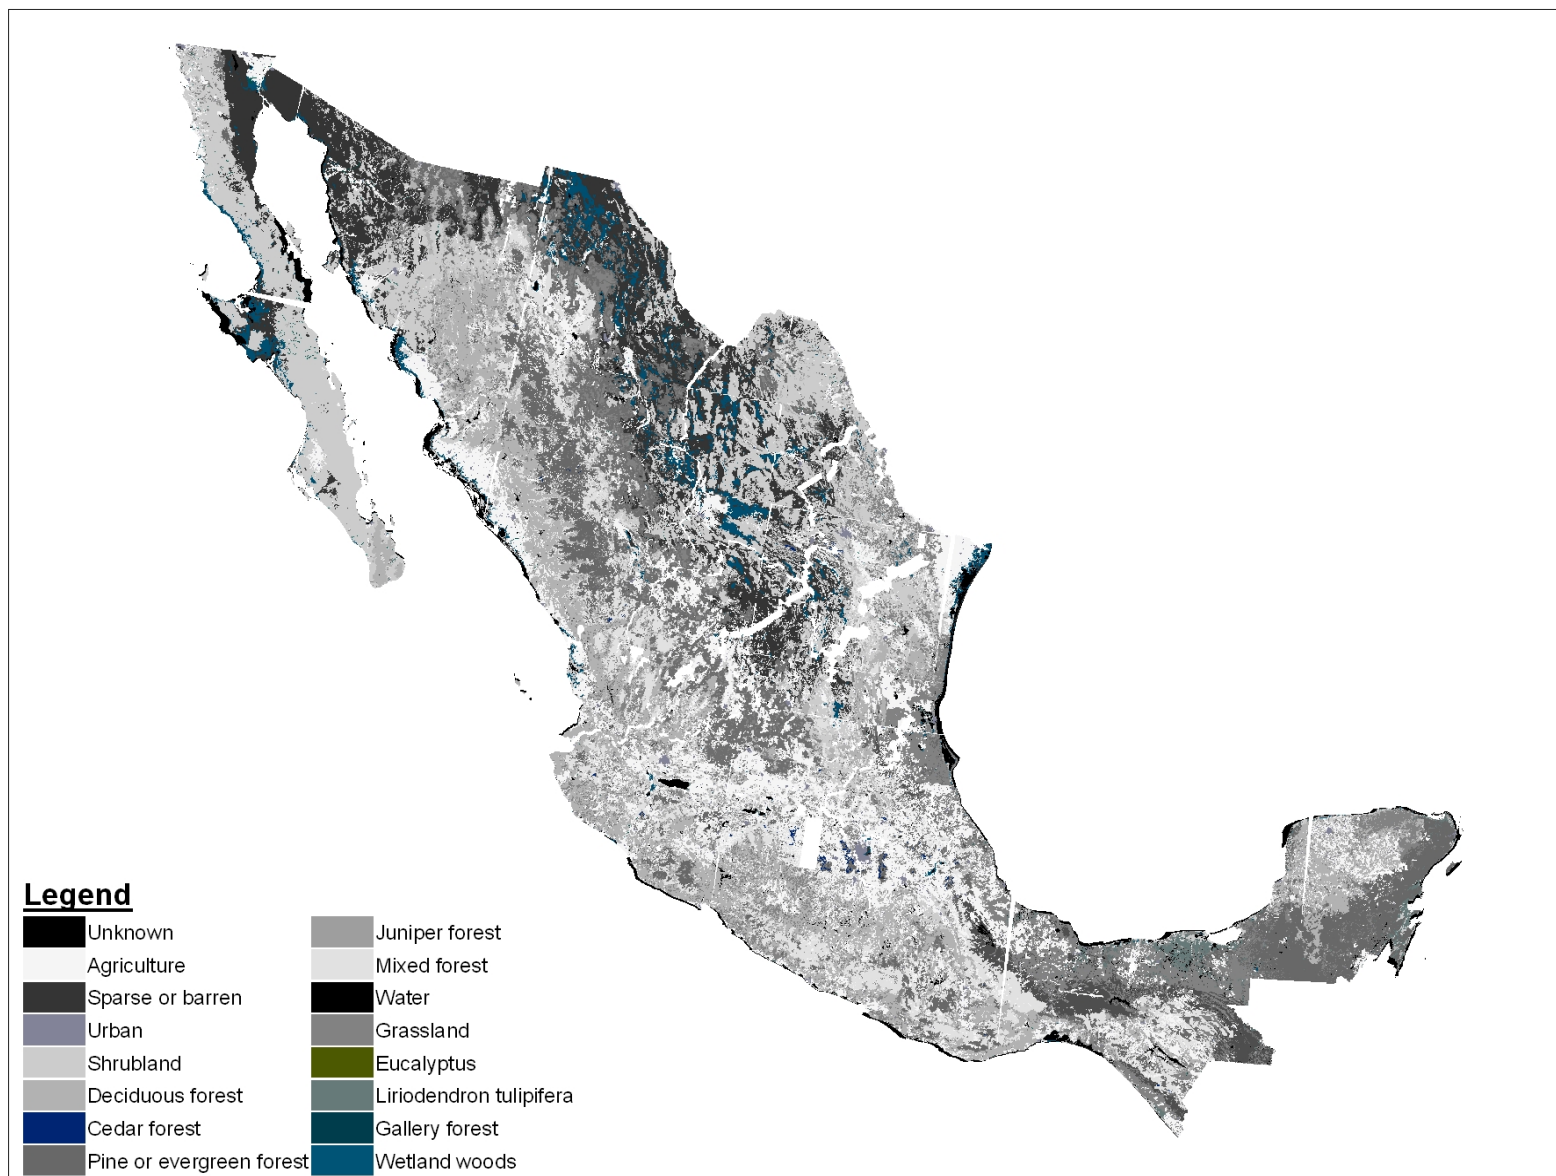 Legend
Unknown
Agriculture
Sparse or barren
Urban
Shrubland
Deciduous forest
Cedar forest
Pine or evergreen forest
Juniper forest
Mixed forest
Water
Grassland
Eucalyptus
Liriodendron tulipifera
Gallery forest
Wetland woods